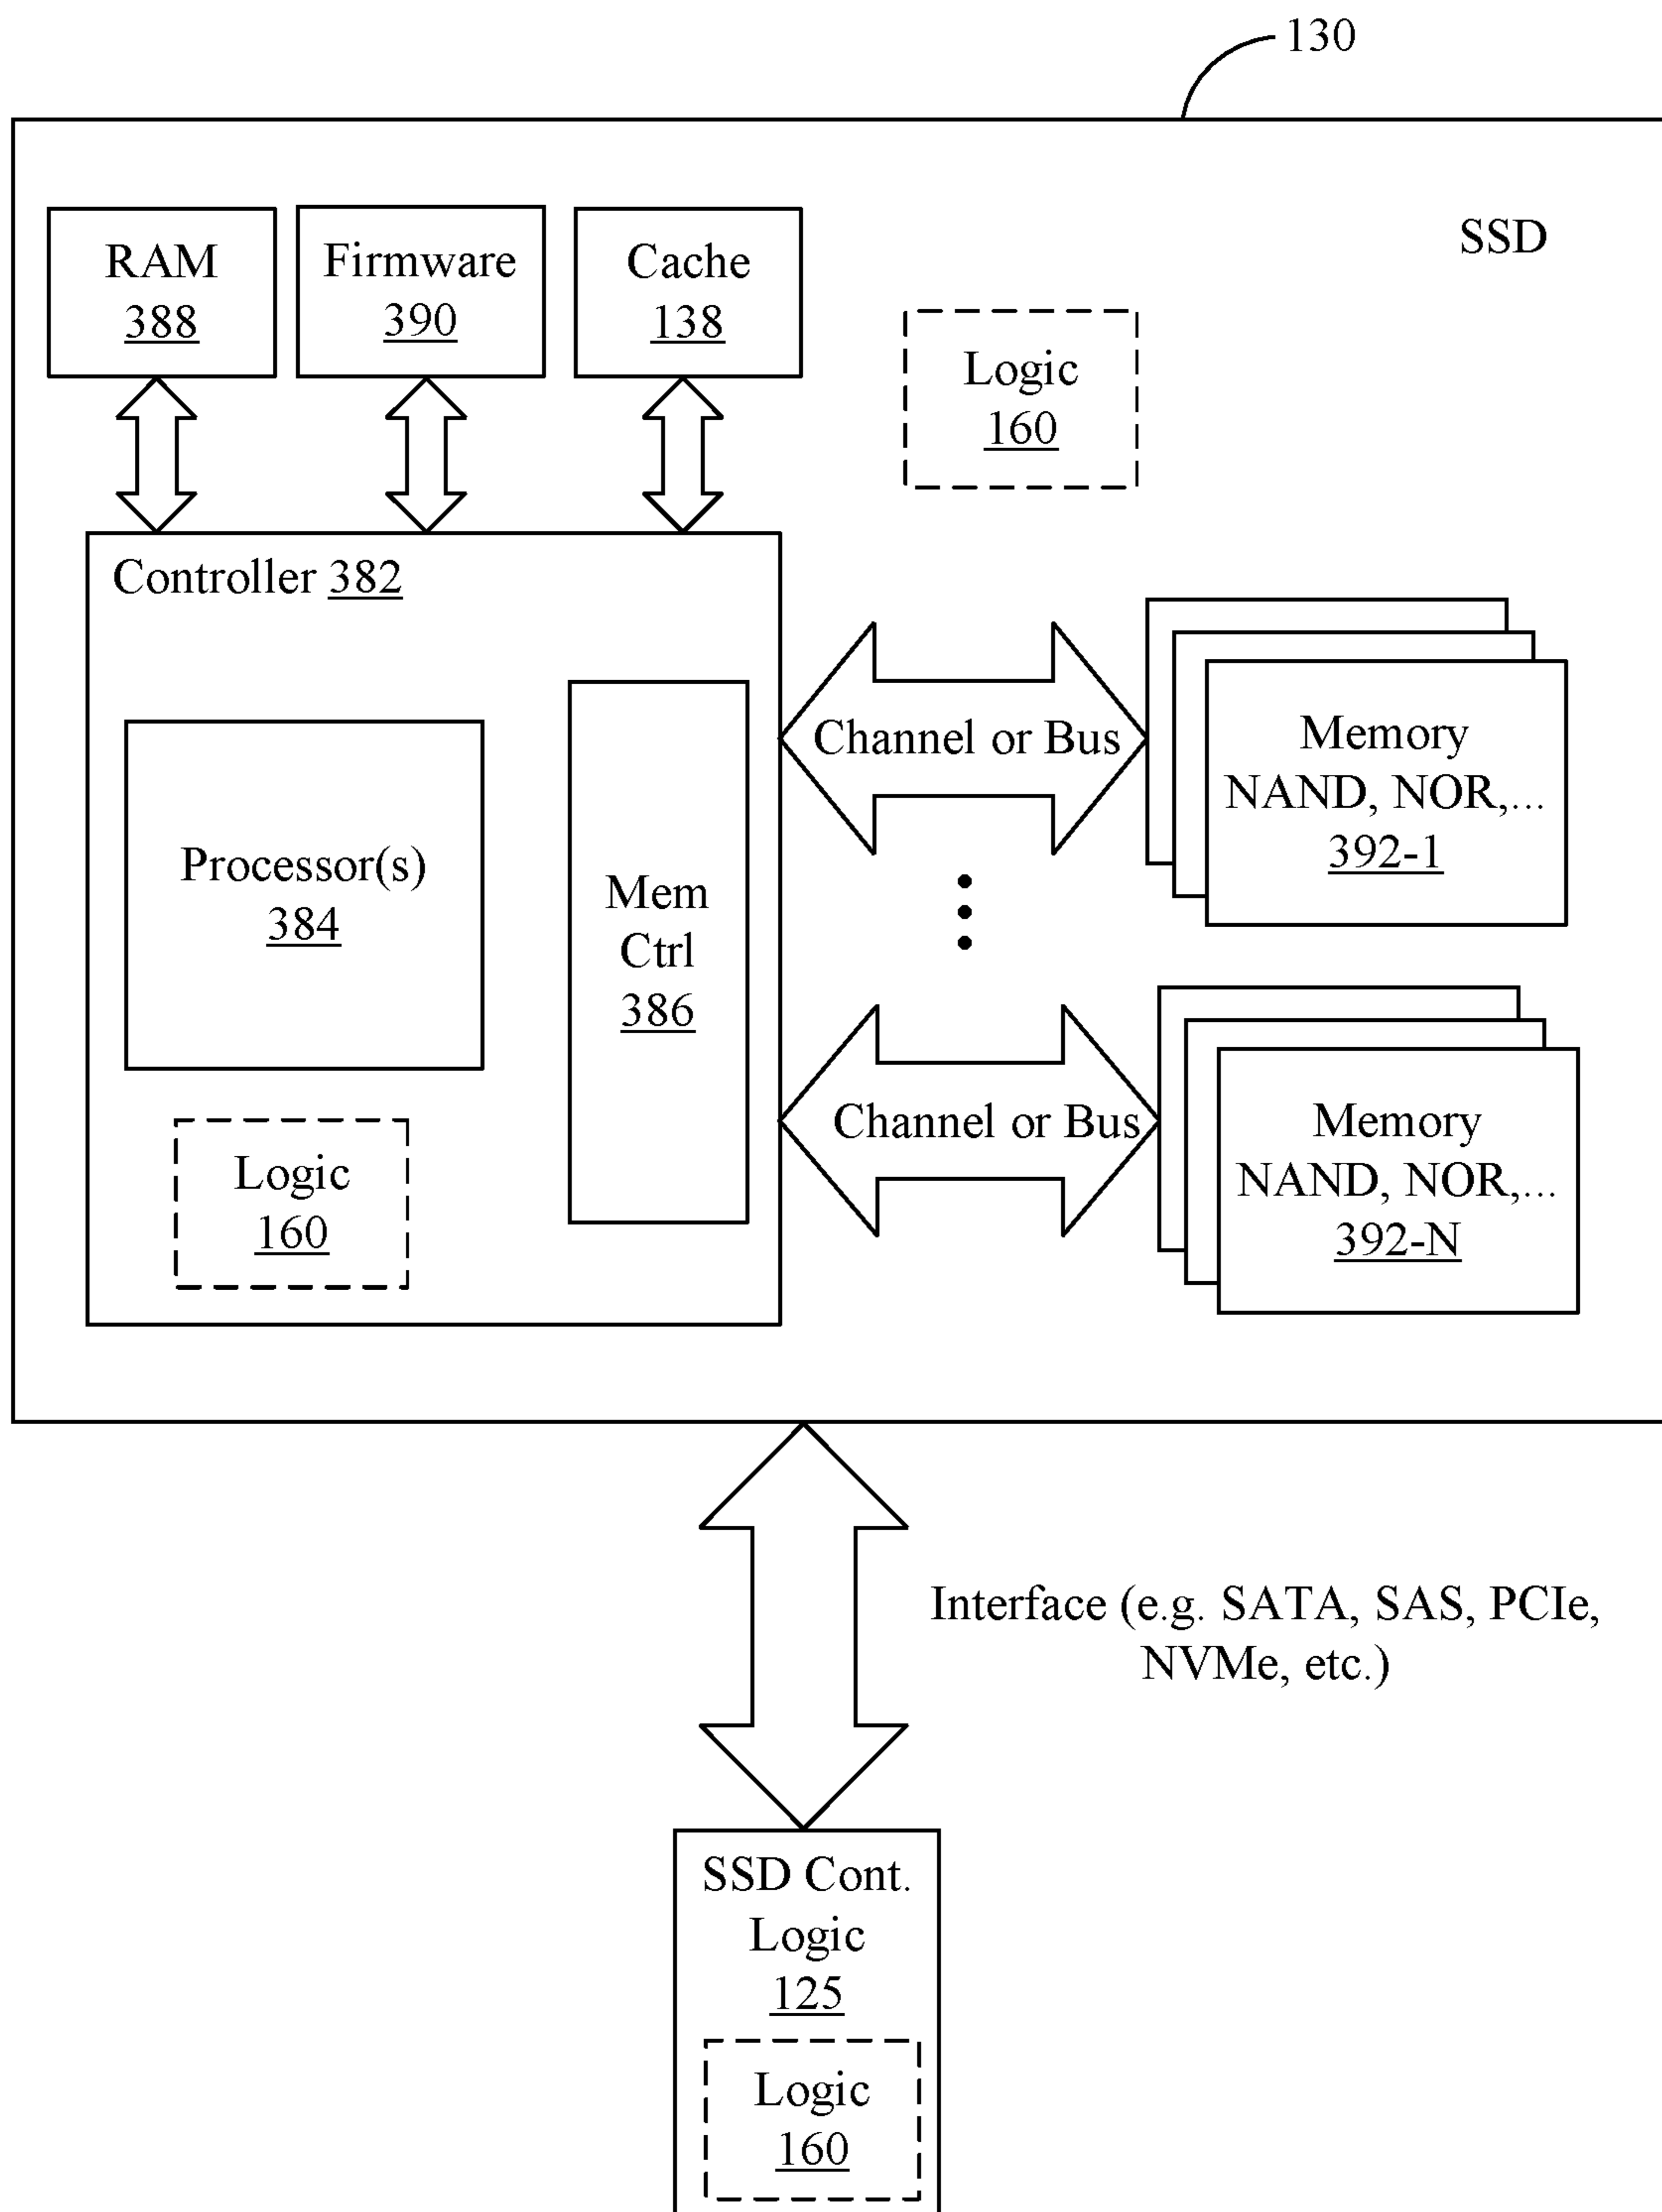 130
SSD
RAM
388
Firmware
390
Cache
138
Logic
160
Controller 382
Processor(s)
384
Mem
Ctrl
386
Logic
160
Channel or Bus
Memory
NAND, NOR,...
392-1
Channel or Bus
Memory
NAND, NOR,...
392-N
Interface (e.g. SATA, SAS, PCIe,
NVMe, etc.)
SSD Cont.
Logic
125
Logic
160